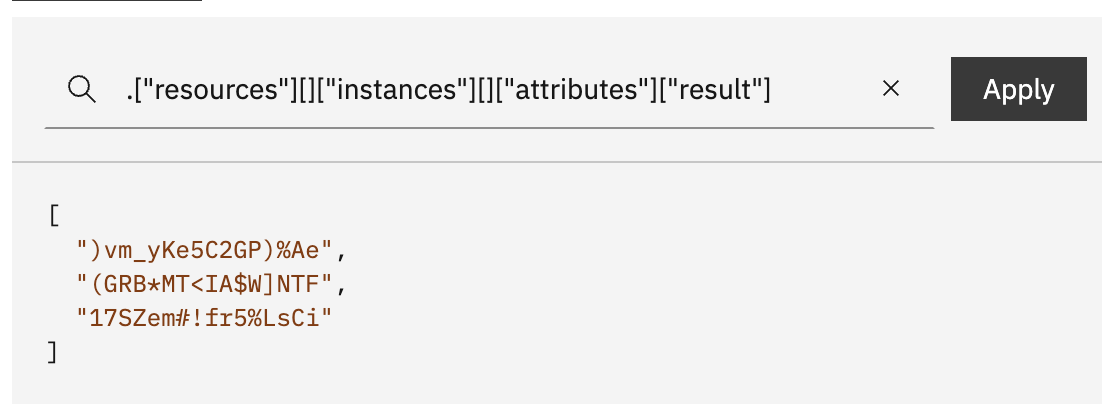 .["resources"][]["instances"][]["attributes"]["result"]
Apply
[
")vm_yKe5C2GP)%Ae",
"(GRB*MT<IA$W]NTF",
"17SZem#!fr5%LsCi"
]